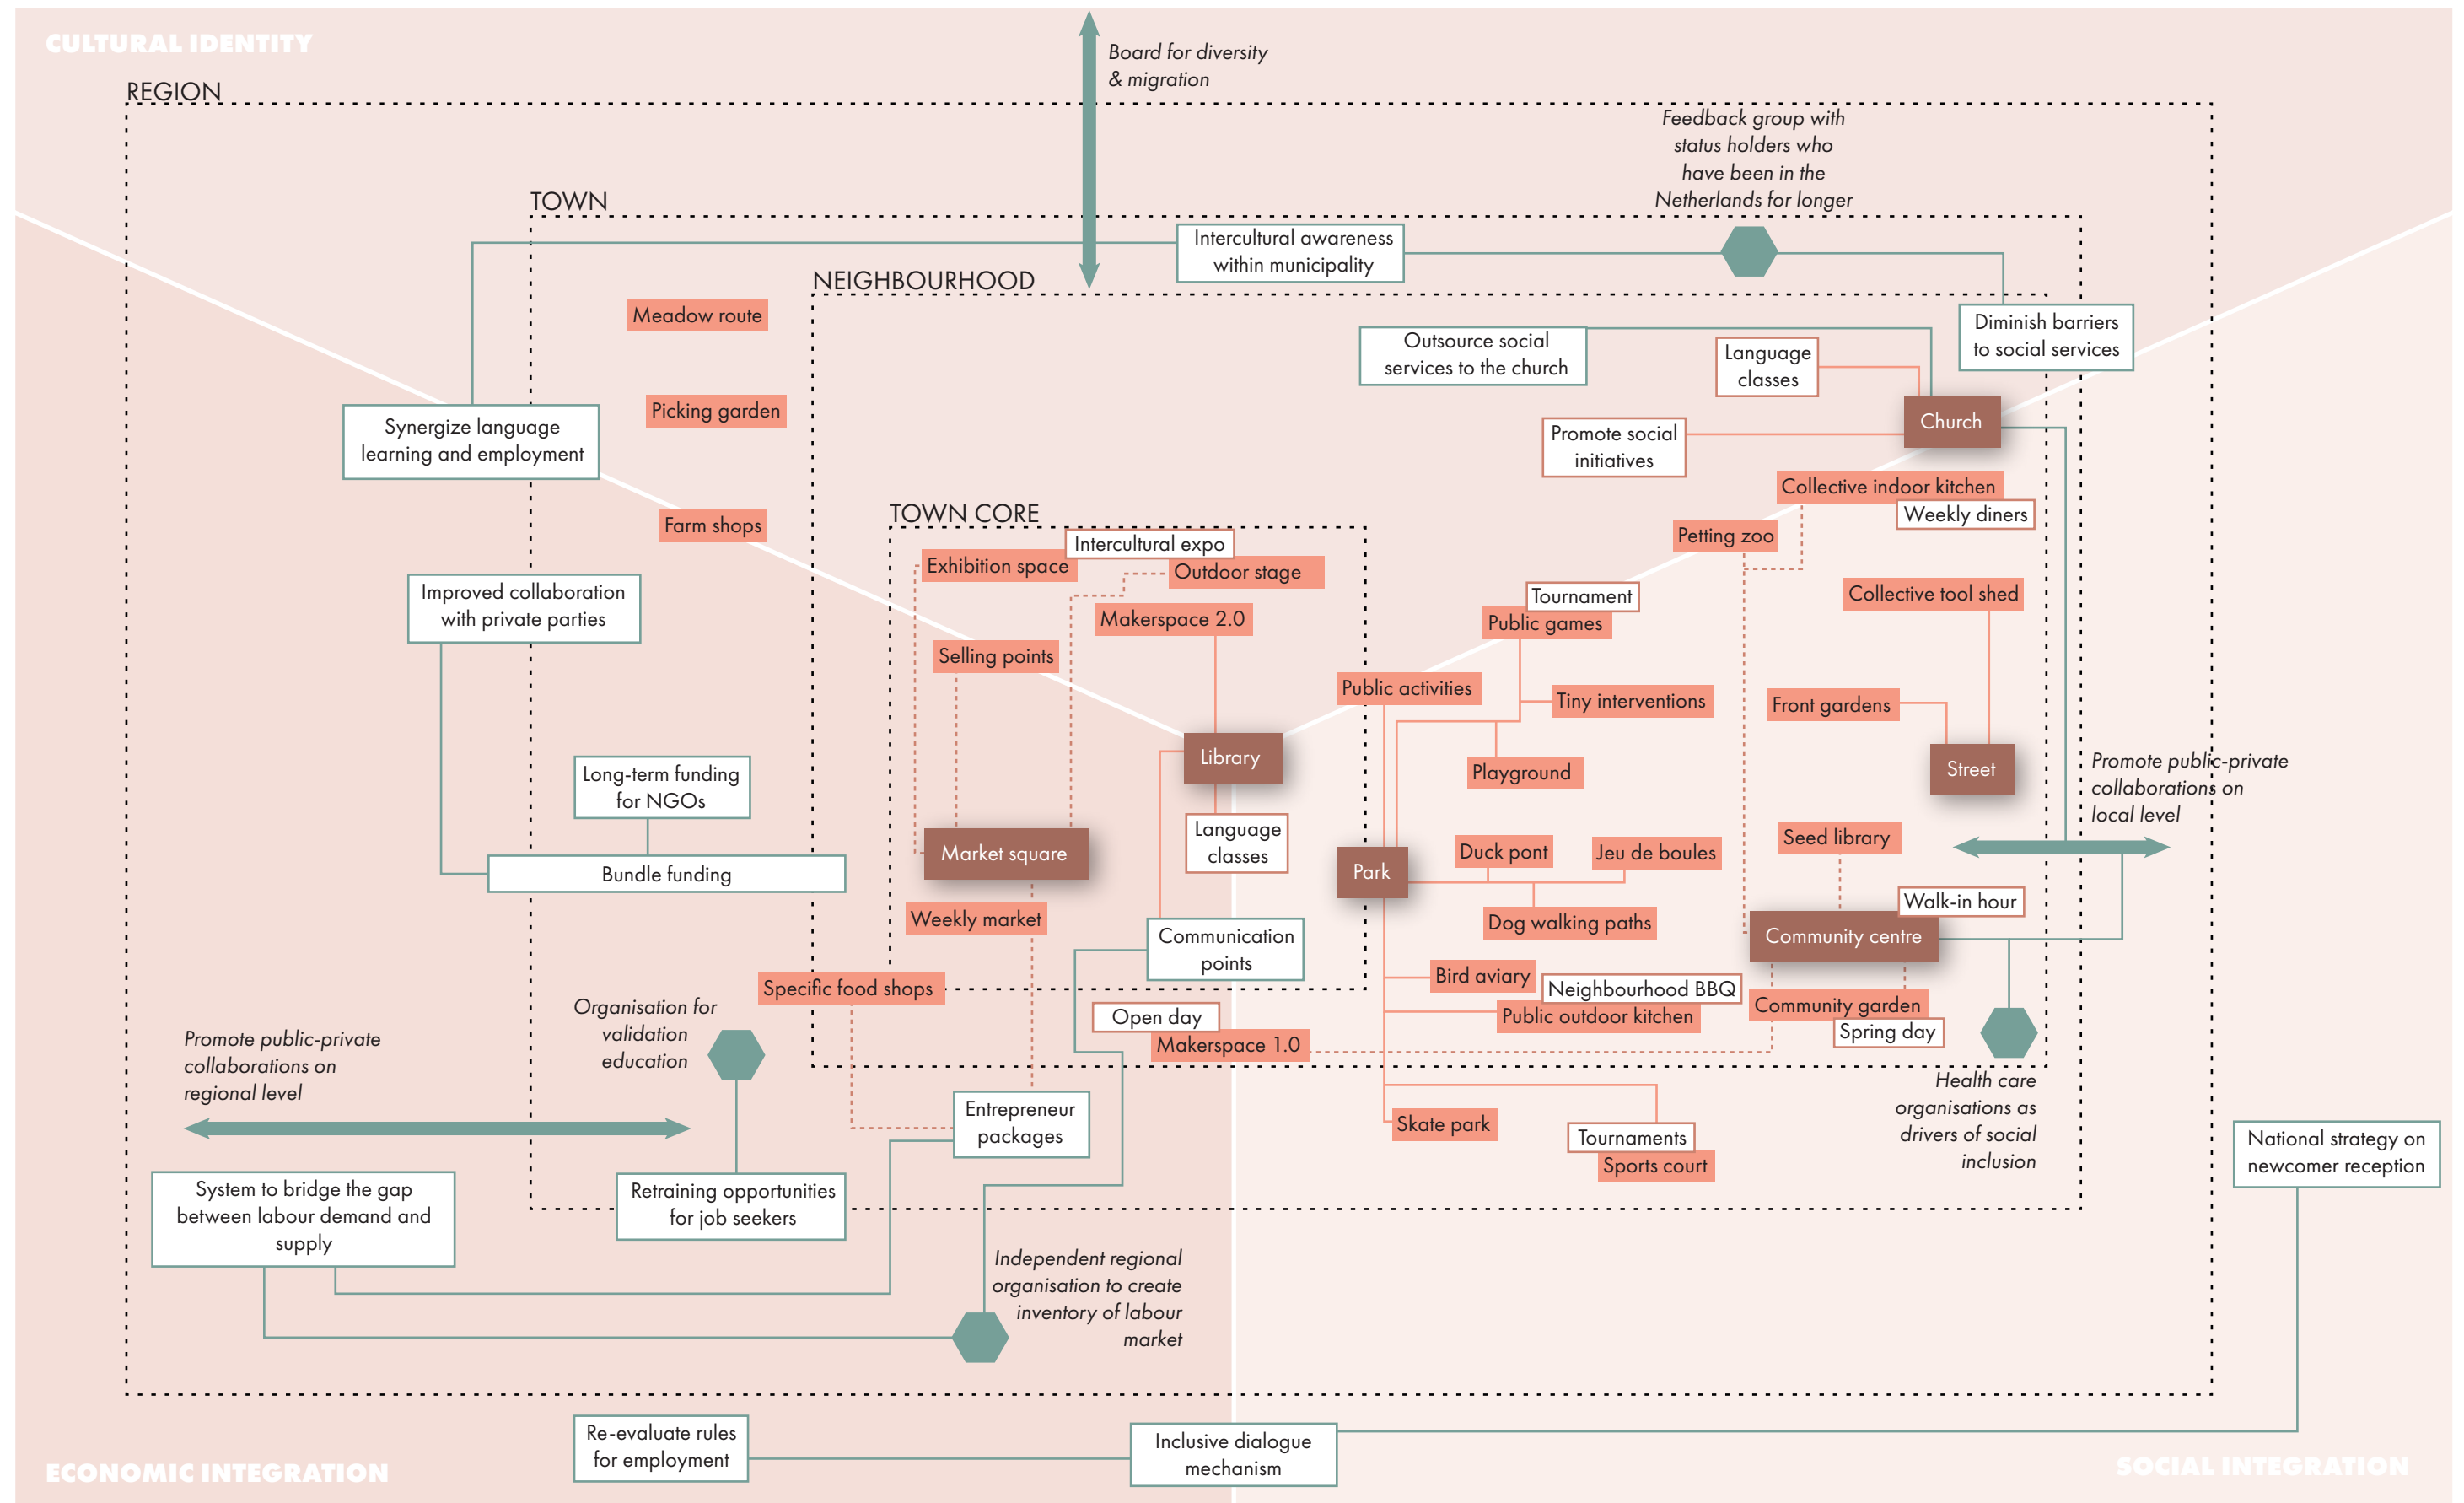 CULTURAL IDENTITY
Board for diversity
& migration
REGION
Feedback group with
status holders who
have been in the
Netherlands for longer
TOWN
Intercultural awareness
within municipality
NEIGHBOURHOOD
Meadow route
Diminish barriers
to social services
Outsource social
services to the church
Language
classes
Picking garden
Church
Synergize language
learning and employment
Promote social
initiatives
Collective indoor kitchen
Weekly diners
TOWN CORE
Farm shops
Petting zoo
Intercultural expo
Exhibition space
Outdoor stage
Improved collaboration
with private parties
Tournament
Public games
Collective tool shed
Makerspace 2.0
Selling points
Public activities
Tiny interventions
Front gardens
Library
Playground
Street
Promote public-private
collaborations on
local level
Long-term funding
for NGOs
Language
classes
Market square
Park
Duck pont
Jeu de boules
Seed library
Bundle funding
Walk-in hour
Weekly market
Dog walking paths
Communication
points
Community centre
Specific food shops
Bird aviary
Neighbourhood BBQ
Public outdoor kitchen
Community garden
Spring day
Open day
Makerspace 1.0
Organisation for
validation
education
Promote public-private
collaborations on
regional level
Health care
organisations as
drivers of social
inclusion
Entrepreneur
packages
Skate park
Tournaments
Sports court
National strategy on
newcomer reception
System to bridge the gap
between labour demand and
supply
Retraining opportunities
for job seekers
Independent regional
organisation to create
inventory of labour
market
Re-evaluate rules
for employment
Inclusive dialogue
mechanism
ECONOMIC INTEGRATION
SOCIAL INTEGRATION